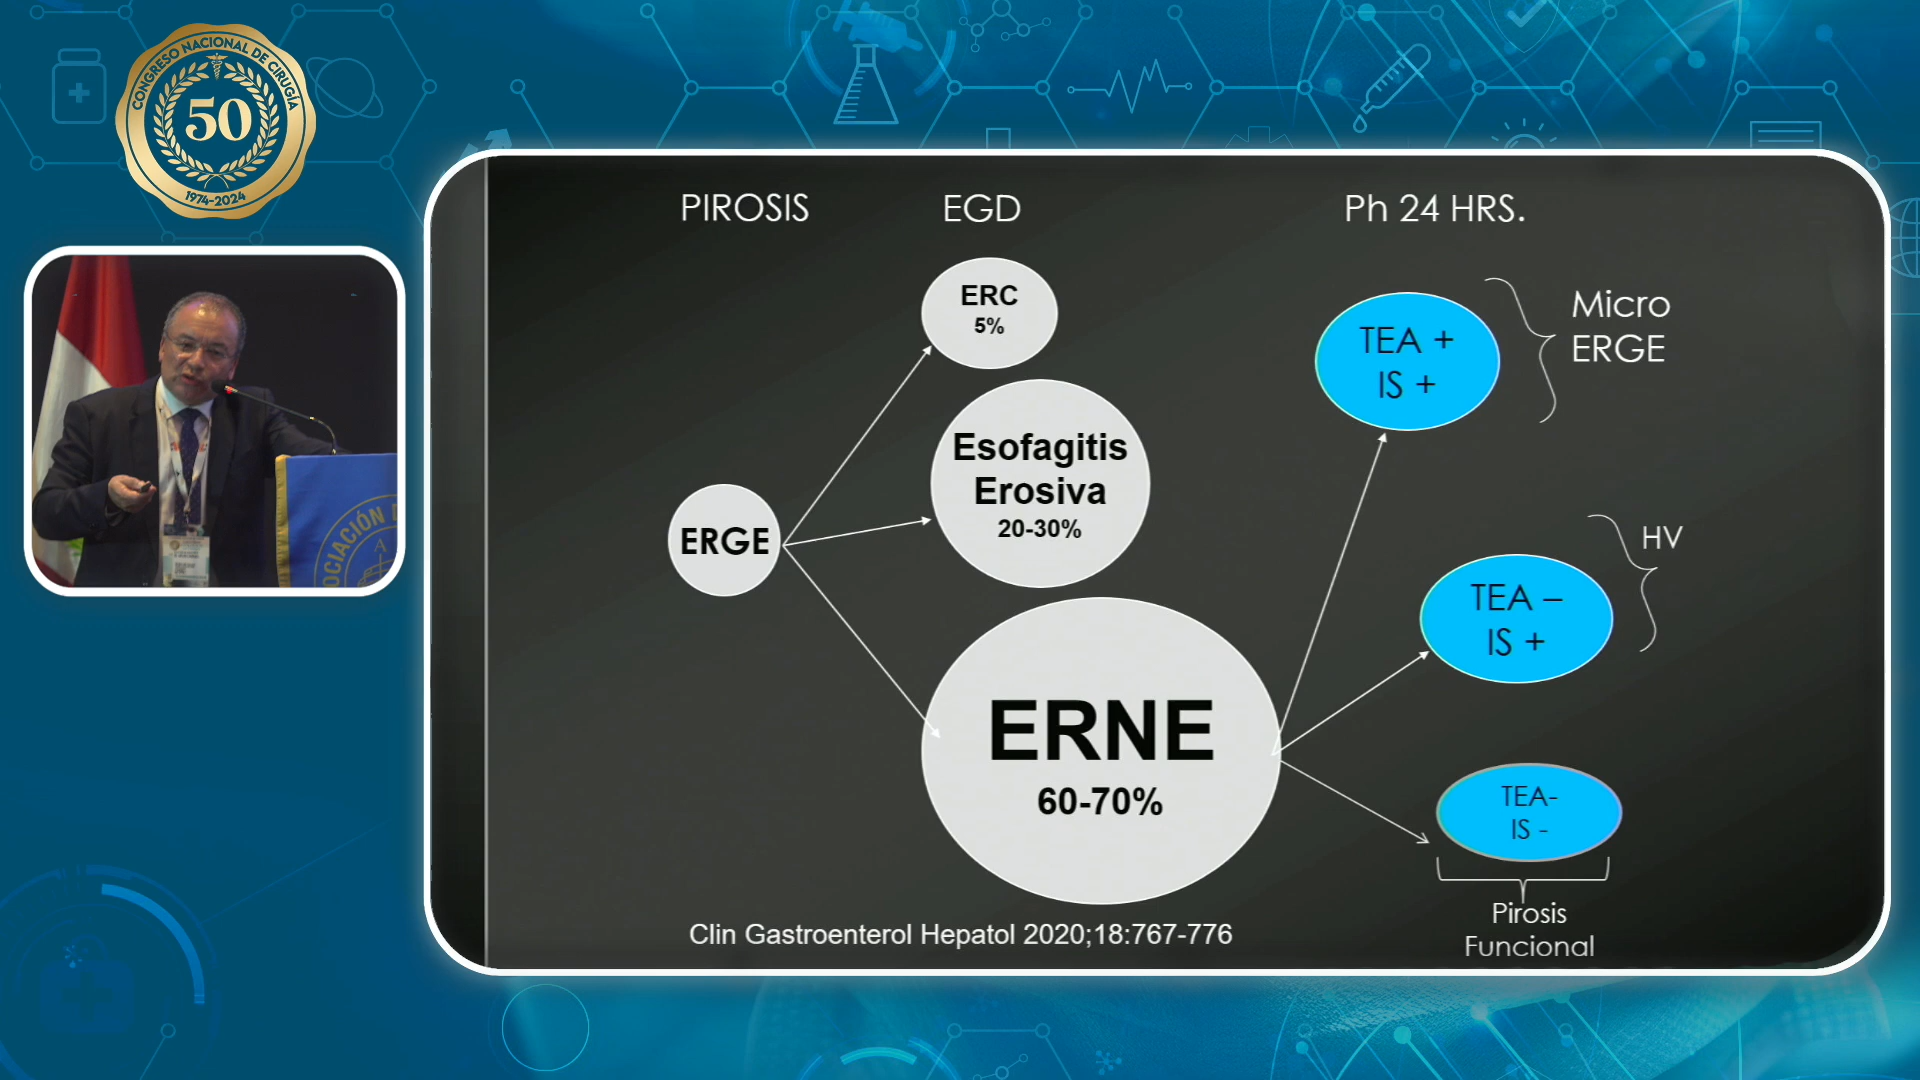 CONGRESO NACIONAL DE CIRUGÍA
50
1974-2024
PIROSIS
EGD
Ph 24 HRS.
ERC
5%
Esofagitis
Erosiva
20-30%
ERGE
ERNE
60-70%
TEA +
IS +
Micro
ERGE
TEA –
IS +
HV
TEA-
IS -
Pirosis
Funcional
Clin Gastroenterol Hepatol 2020;18:767-776